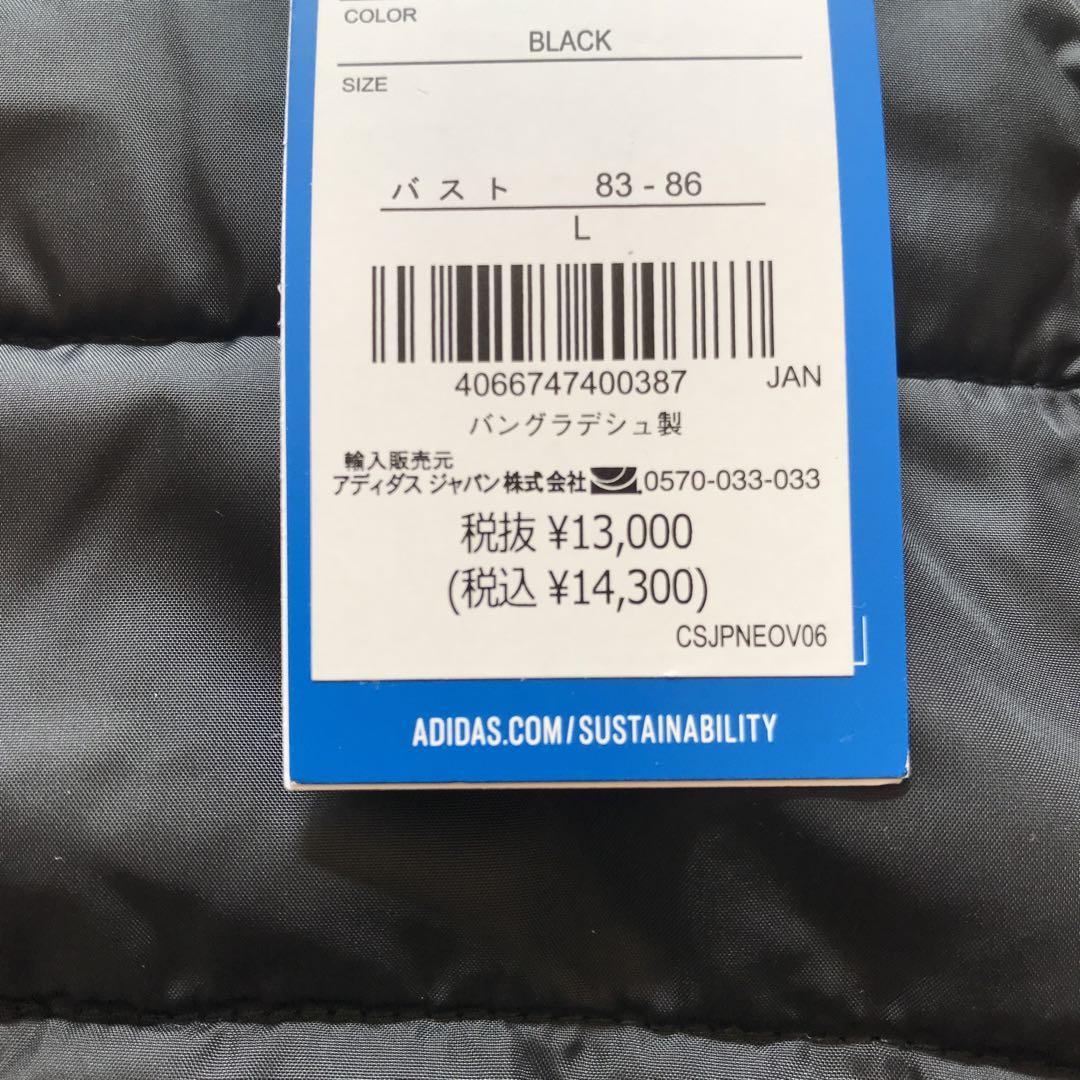 COLOR
BLACK
SIZE
バスト 83 - 86
L
4066747400387 JAN
バングラデシュ製
輸入販売元
アディダス ジャパン株式会社 0570-033-033
税抜 ¥13,000
(税込 ¥14,300)
CSJPNEOV06
ADIDAS.COM/SUSTAINABILITY